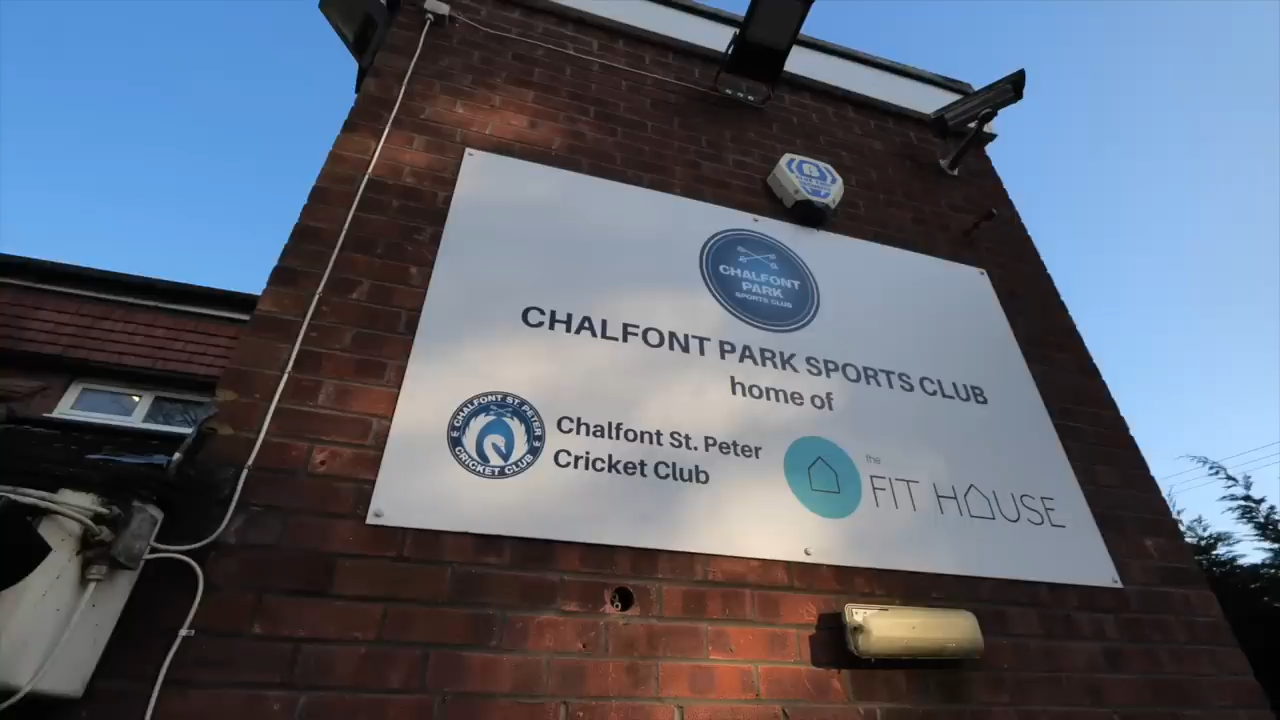 CHALFONT
PARK
SPORTS CLUB
CHALFONT PARK SPORTS CLUB
home of
CHALFONT ST. PETER
CRICKET CLUB
Chalfont St. Peter
Cricket Club
the
FIT HOUSE